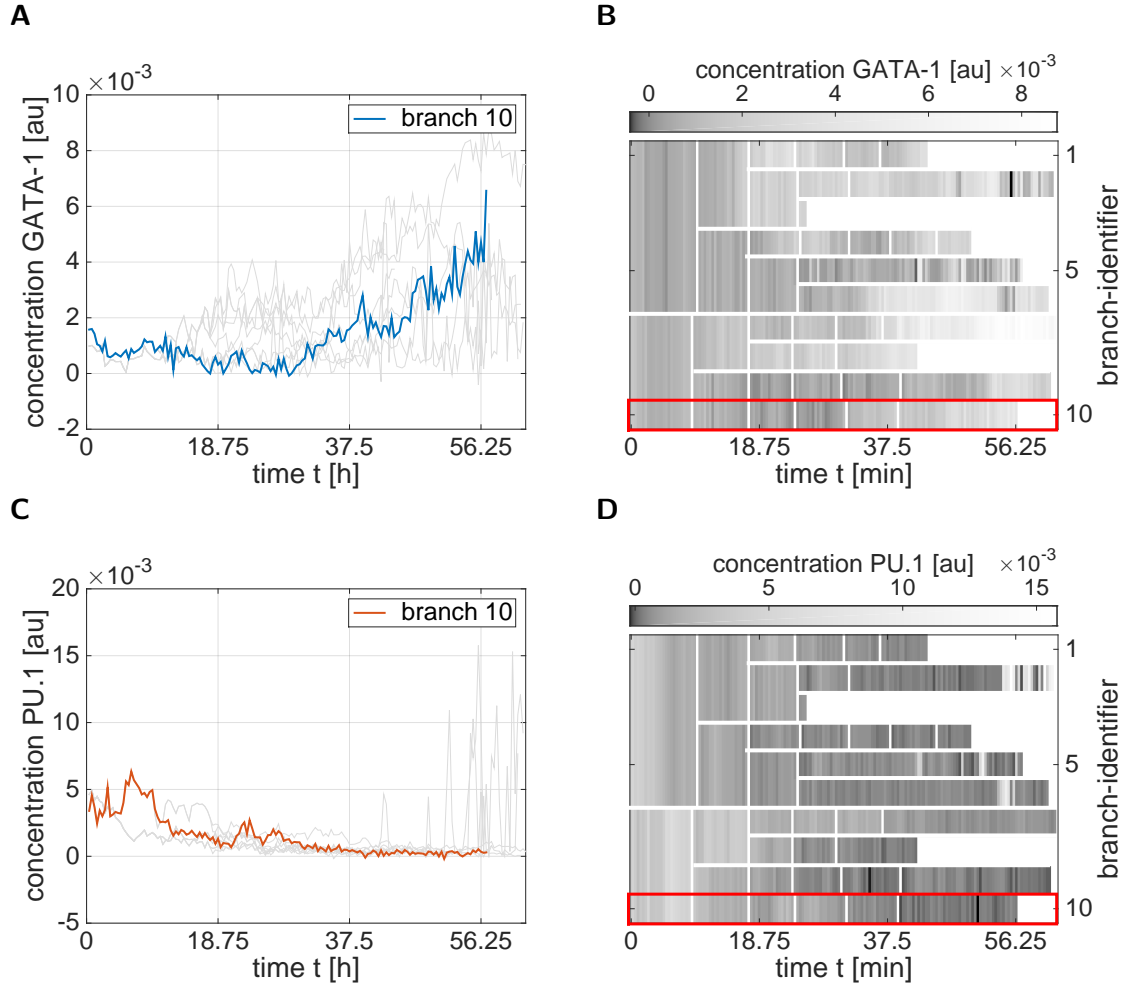 A
×10⁻³
10
8
6
4
2
0
-2
concentration GATA-1 [au]
branch 10
0 18.75 37.5 56.25
time t [h]
B
concentration GATA-1 [au] ×10⁻³
0 2 4 6 8
1
5
10
branch-identifier
0 18.75 37.5 56.25
time t [min]
C
×10⁻³
20
15
10
5
0
-5
concentration PU.1 [au]
branch 10
0 18.75 37.5 56.25
time t [h]
D
concentration PU.1 [au] ×10⁻³
0 5 10 15
1
5
10
branch-identifier
0 18.75 37.5 56.25
time t [min]